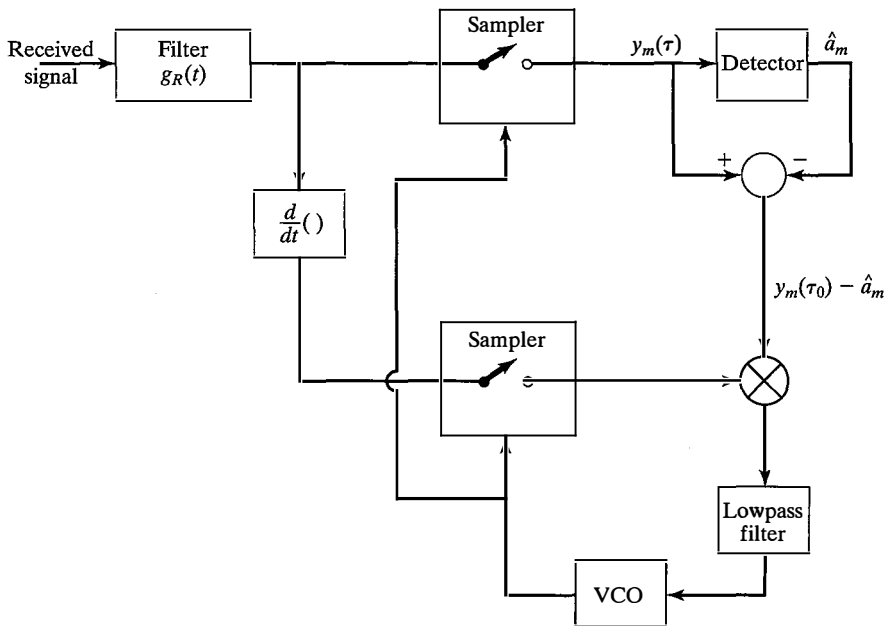 Received
signal
Filter
g_R(t)
Sampler
y_m(τ)
Detector
â_m
+
−
d/dt ( )
y_m(τ_0) − â_m
Sampler
Lowpass
filter
VCO